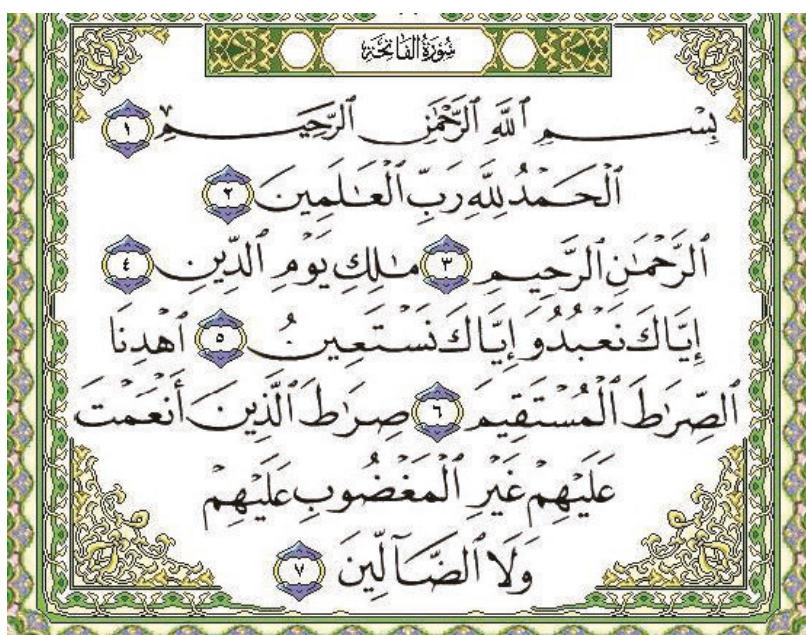 سُورَةُ الفَاتِحَةِ
بِسْمِ ٱللَّهِ ٱلرَّحْمَٰنِ ٱلرَّحِيمِ ١
ٱلْحَمْدُ لِلَّهِ رَبِّ ٱلْعَٰلَمِينَ ٢
ٱلرَّحْمَٰنِ ٱلرَّحِيمِ ٣ مَٰلِكِ يَوْمِ ٱلدِّينِ ٤
إِيَّاكَ نَعْبُدُ وَإِيَّاكَ نَسْتَعِينُ ٥ ٱهْدِنَا
ٱلصِّرَٰطَ ٱلْمُسْتَقِيمَ ٦ صِرَٰطَ ٱلَّذِينَ أَنْعَمْتَ
عَلَيْهِمْ غَيْرِ ٱلْمَغْضُوبِ عَلَيْهِمْ
وَلَا ٱلضَّآلِّينَ ٧